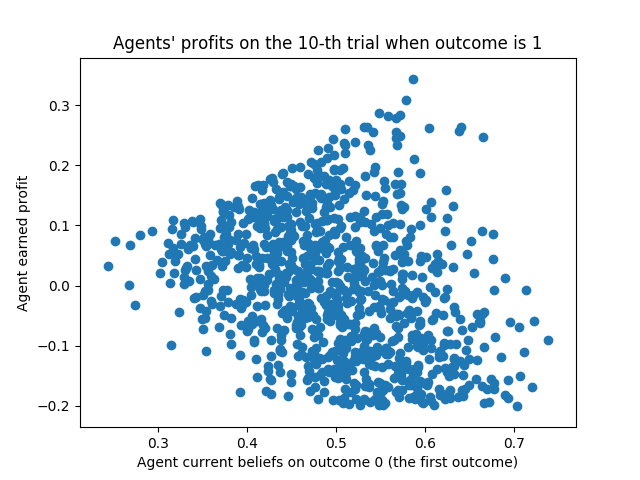 Agents' profits on the 10-th trial when outcome is 1
Agent earned profit
0.3
0.2
0.1
0.0
−0.1
−0.2
0.3 0.4 0.5 0.6 0.7
Agent current beliefs on outcome 0 (the first outcome)